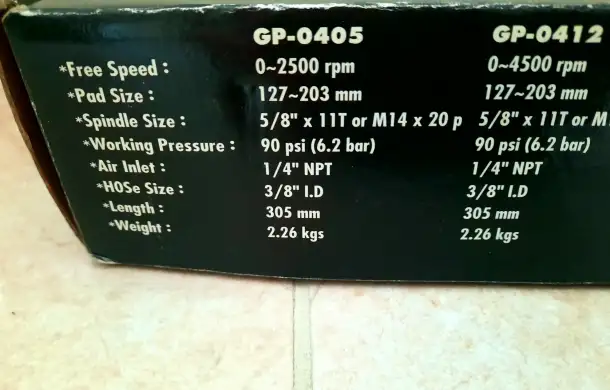 GP-0405 GP-0412
*Free Speed : 0~2500 rpm 0~4500 rpm
*Pad Size : 127~203 mm 127~203 mm
*Spindle Size : 5/8" x 11T or M14 x 20 p 5/8" x 11T or M
*Working Pressure : 90 psi (6.2 bar) 90 psi (6.2 bar)
*Air Inlet : 1/4" NPT 1/4" NPT
*HOSe Size : 3/8" I.D 3/8" I.D
*Length : 305 mm 305 mm
*Weight : 2.26 kgs 2.26 kgs